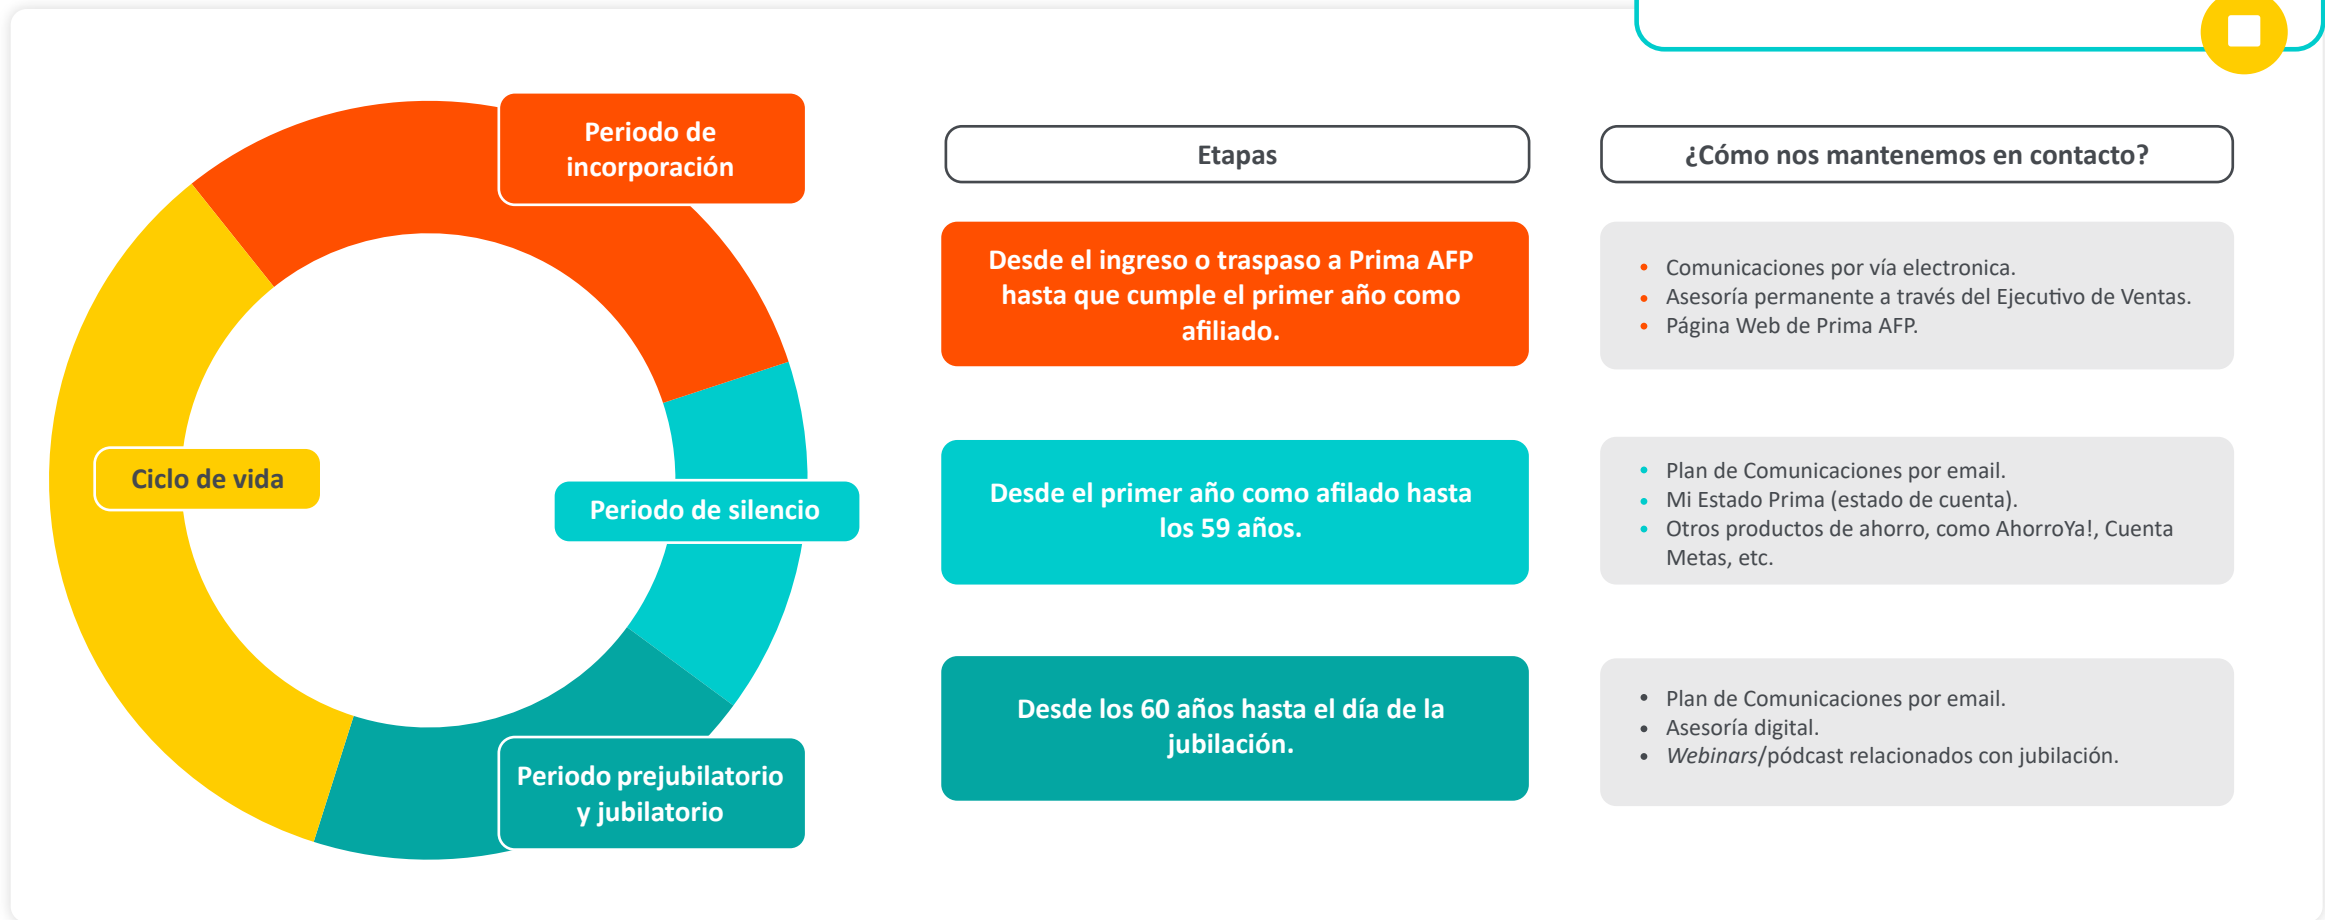 Periodo de
incorporación
Ciclo de vida
Periodo de silencio
Periodo prejubilatorio
y jubilatorio
Etapas
¿Cómo nos mantenemos en contacto?
Desde el ingreso o traspaso a Prima AFP
hasta que cumple el primer año como
afiliado.
• Comunicaciones por vía electronica.
• Asesoría permanente a través del Ejecutivo de Ventas.
• Página Web de Prima AFP.
Desde el primer año como afilado hasta
los 59 años.
• Plan de Comunicaciones por email.
• Mi Estado Prima (estado de cuenta).
• Otros productos de ahorro, como AhorroYa!, Cuenta
Metas, etc.
Desde los 60 años hasta el día de la
jubilación.
• Plan de Comunicaciones por email.
• Asesoría digital.
• Webinars/pódcast relacionados con jubilación.